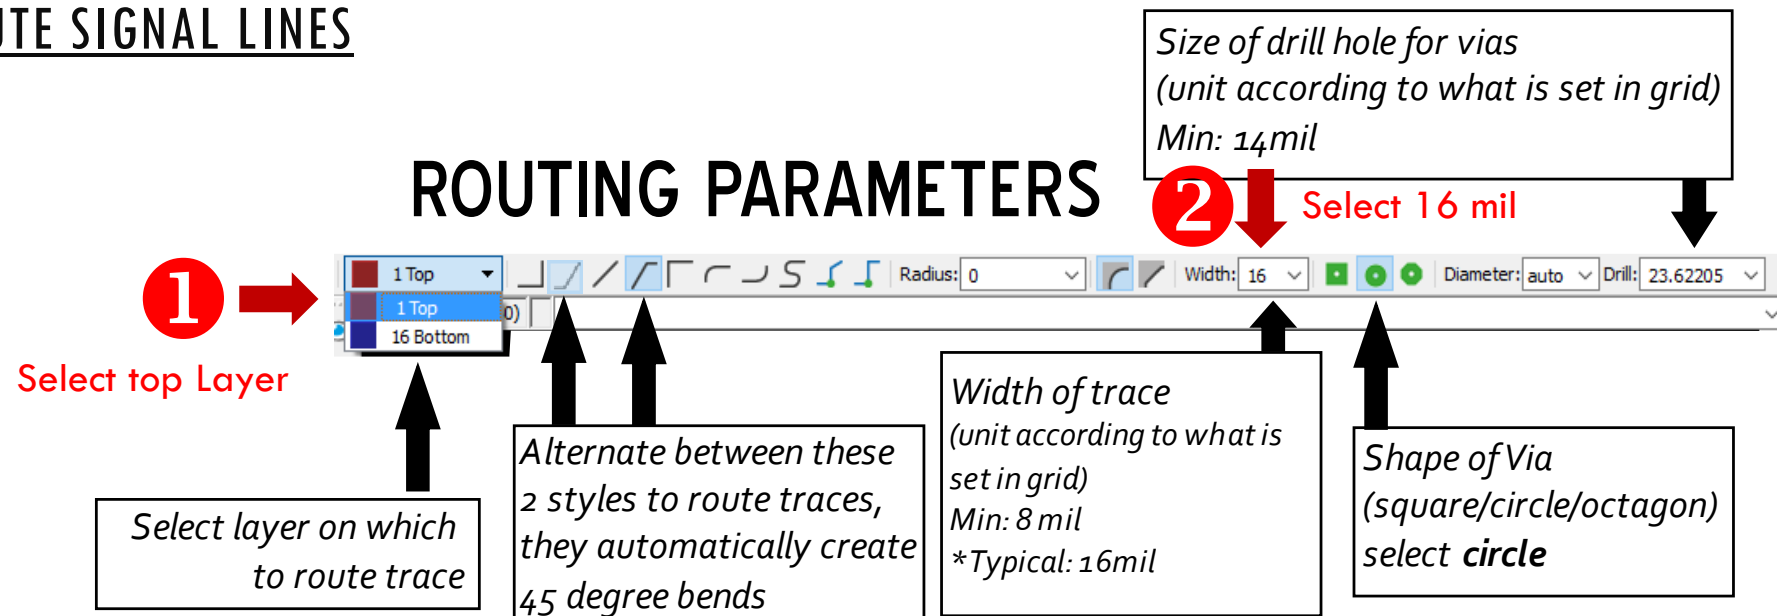 UTE SIGNAL LINES
Size of drill hole for vias
(unit according to what is set in grid)
Min: 14mil
ROUTING PARAMETERS
2
Select 16 mil
1
1 Top
Radius: 0
Width: 16
Diameter: auto
Drill: 23.62205
1 Top
0)
16 Bottom
Select top Layer
Select layer on which
to route trace
Alternate between these
2 styles to route traces,
they automatically create
45 degree bends
Width of trace
(unit according to what is
set in grid)
Min: 8 mil
*Typical: 16mil
Shape of Via
(square/circle/octagon)
select circle